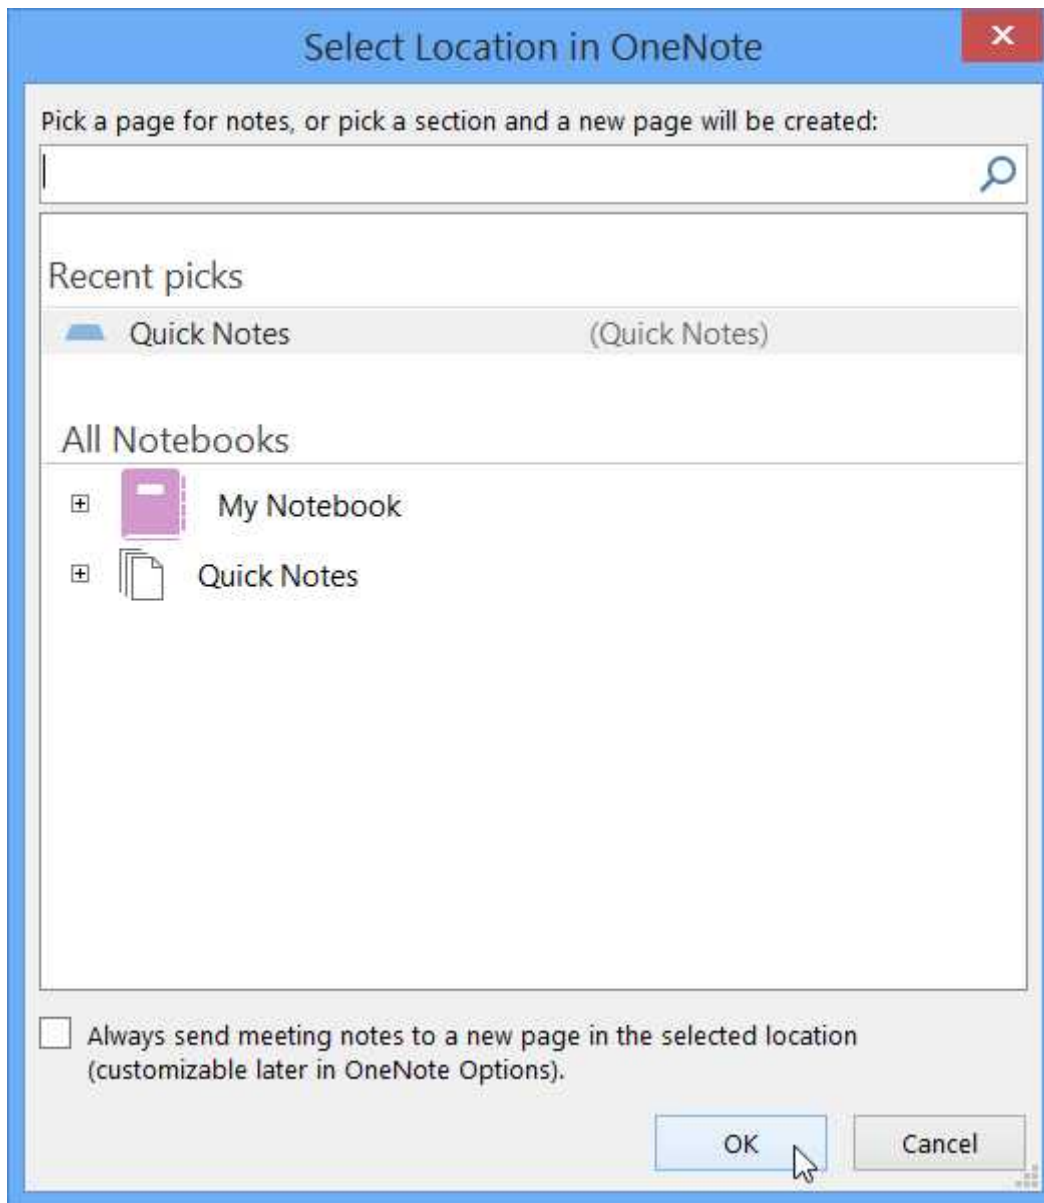 Select Location in OneNote
Pick a page for notes, or pick a section and a new page will be created:
Recent picks
Quick Notes (Quick Notes)
All Notebooks
My Notebook
Quick Notes
Always send meeting notes to a new page in the selected location
(customizable later in OneNote Options).
OK Cancel